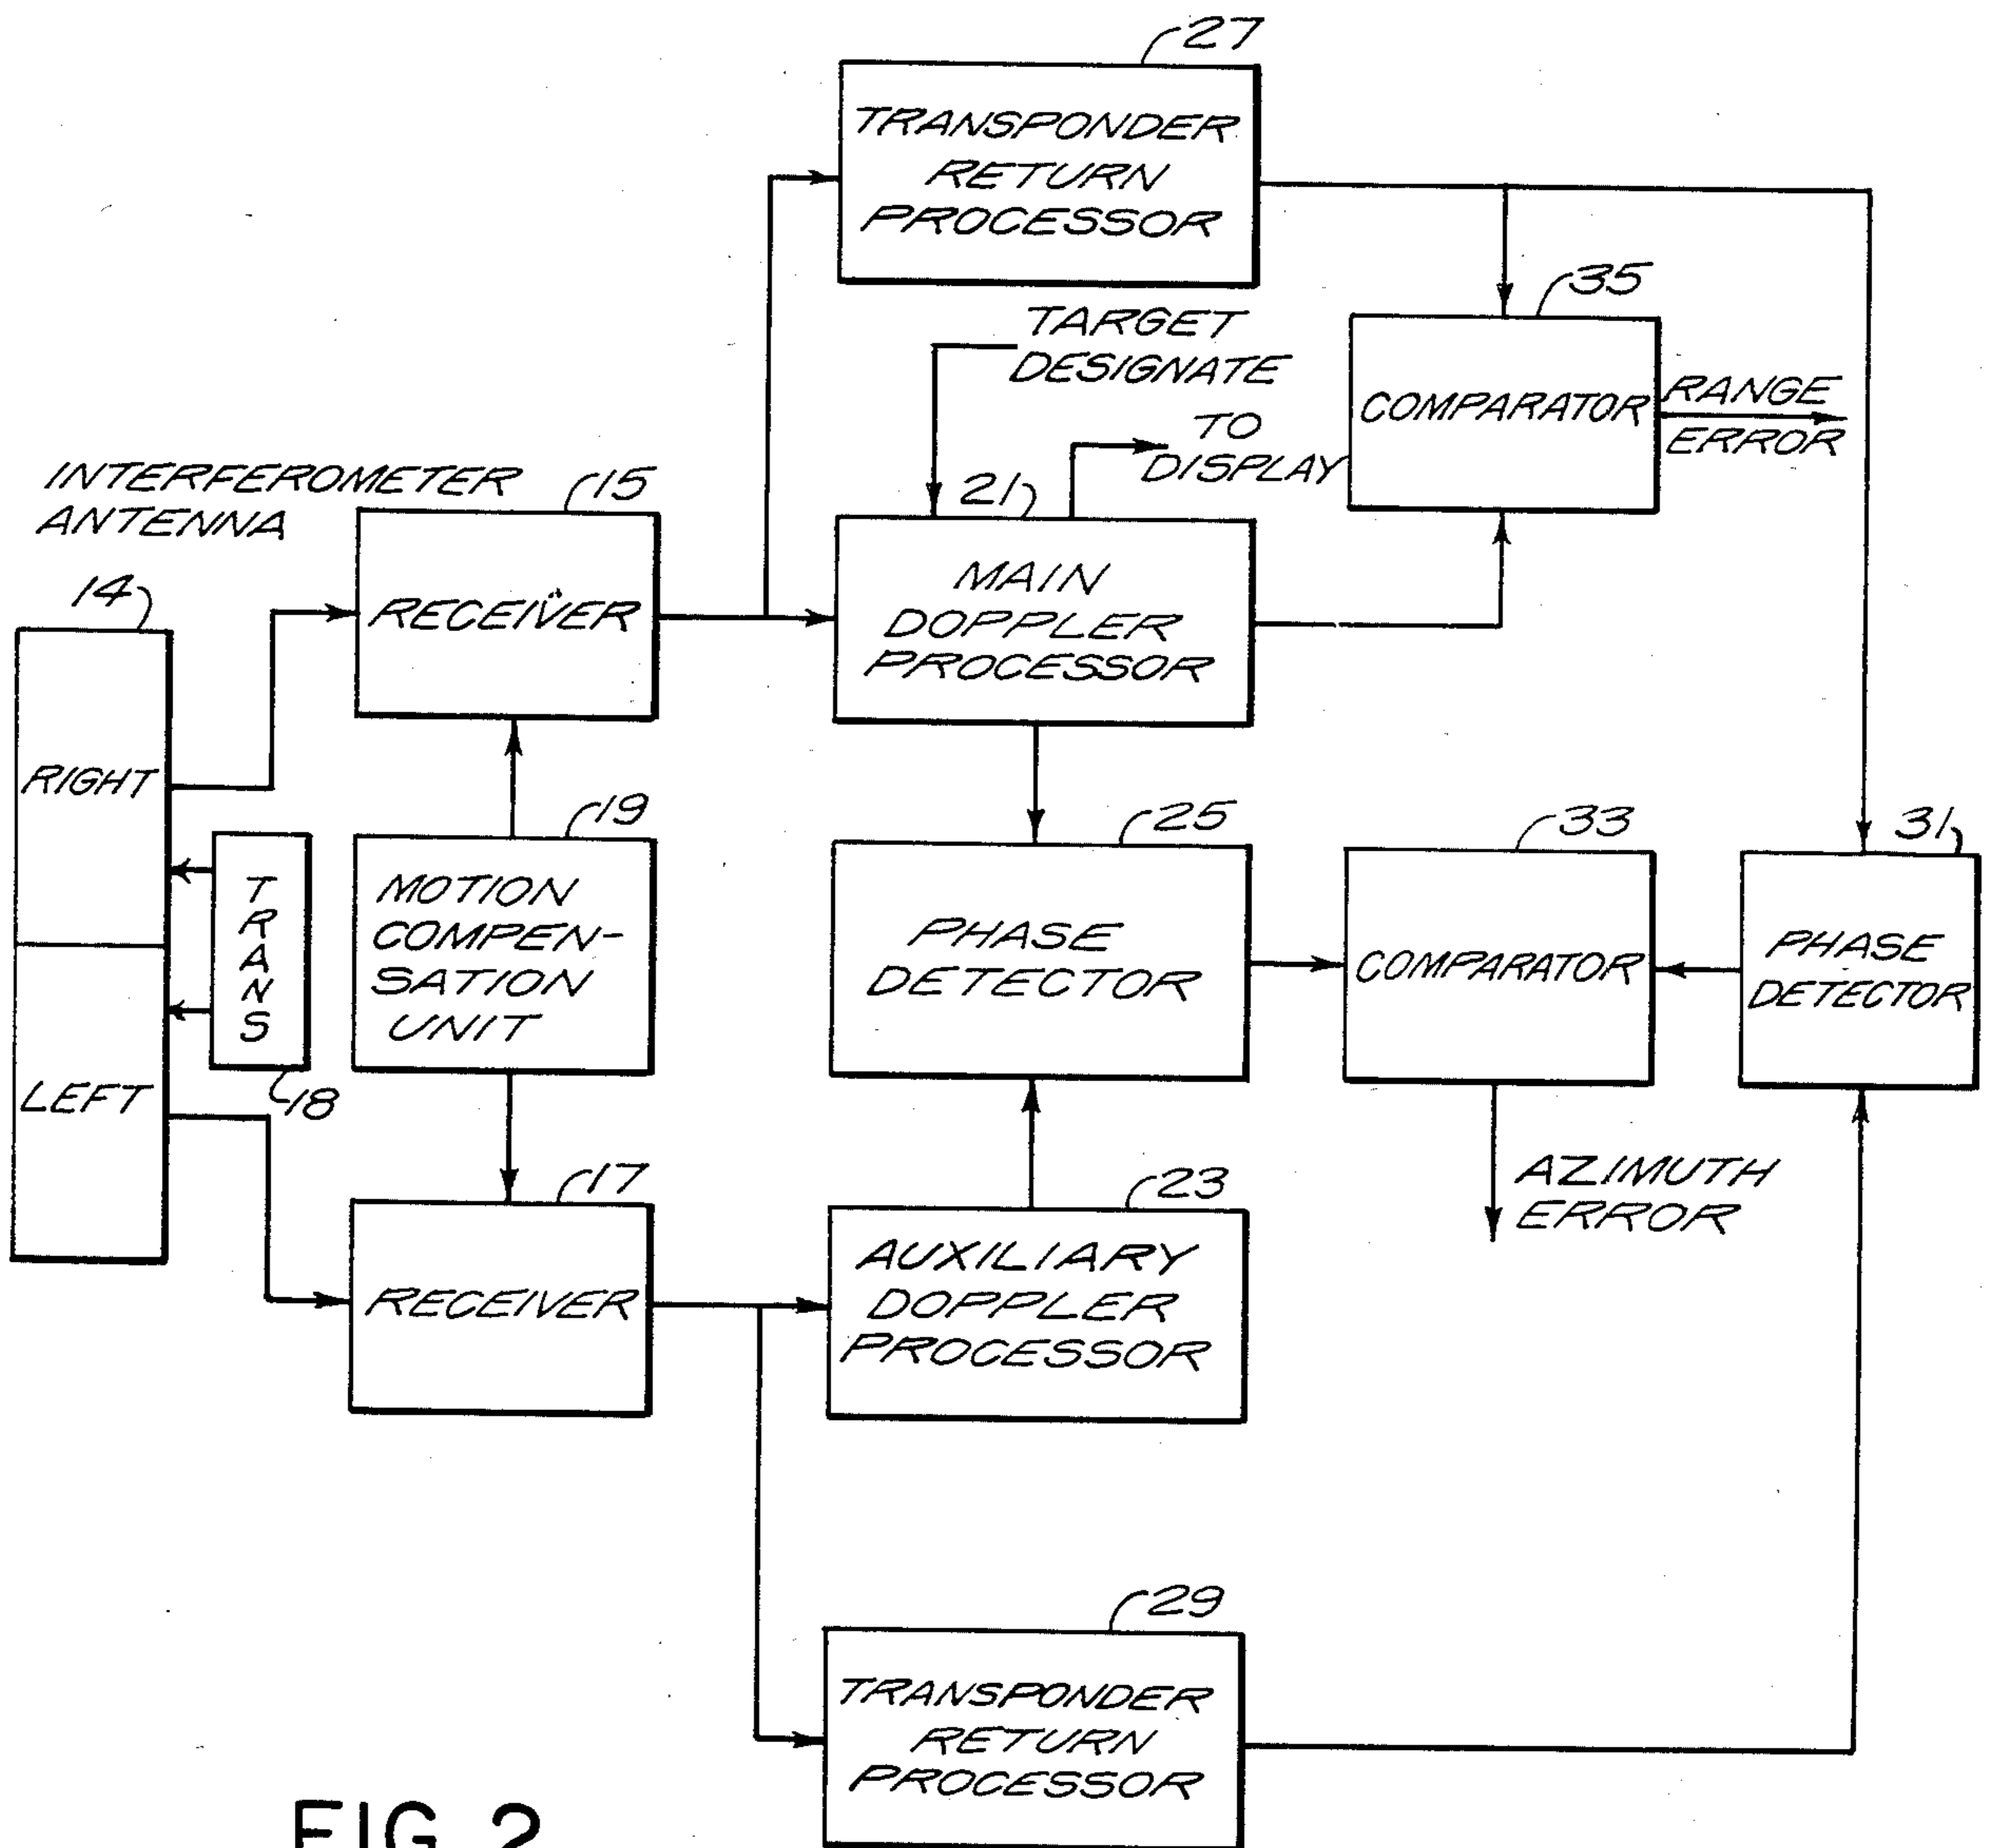 27
TRANSPONDER
RETURN
PROCESSOR
35
TARGET
DESIGNATE
COMPARATOR
RANGE
ERROR
TO
DISPLAY
INTERFEROMETER
ANTENNA
15
21
14
RECEIVER
MAIN
DOPPLER
PROCESSOR
RIGHT
19
25
33
31
TRANS
MOTION
COMPEN-
SATION
UNIT
PHASE
DETECTOR
COMPARATOR
PHASE
DETECTOR
LEFT
18
17
23
AZIMUTH
ERROR
RECEIVER
AUXILIARY
DOPPLER
PROCESSOR
29
TRANSPONDER
RETURN
PROCESSOR
FIG. 2